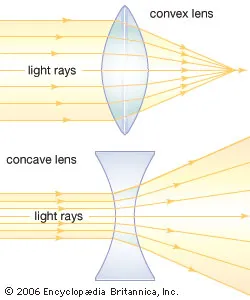 convex lens
light rays
concave lens
light rays
© 2006 Encyclopædia Britannica, Inc.